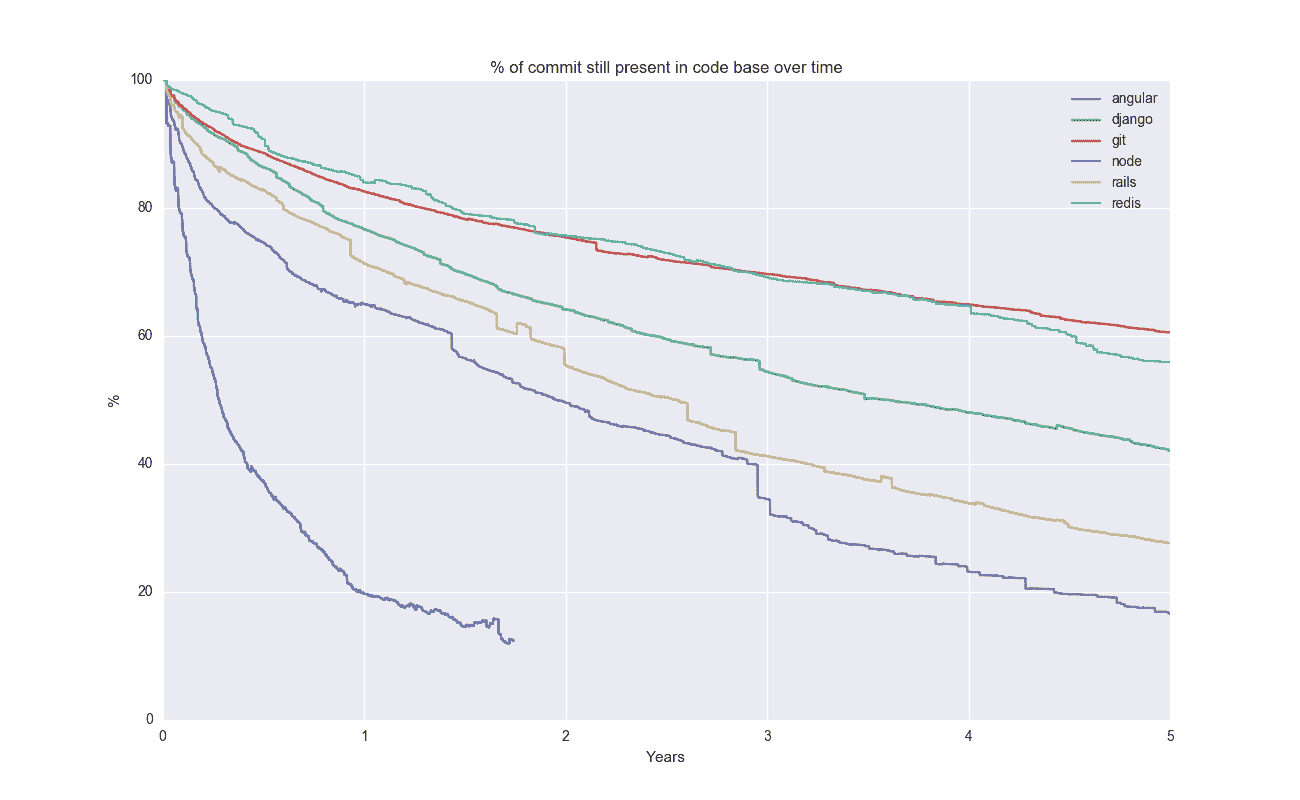 % of commit still present in code base over time
100
80
60
40
20
0
%
0 1 2 3 4 5
Years
angular
django
git
node
rails
redis